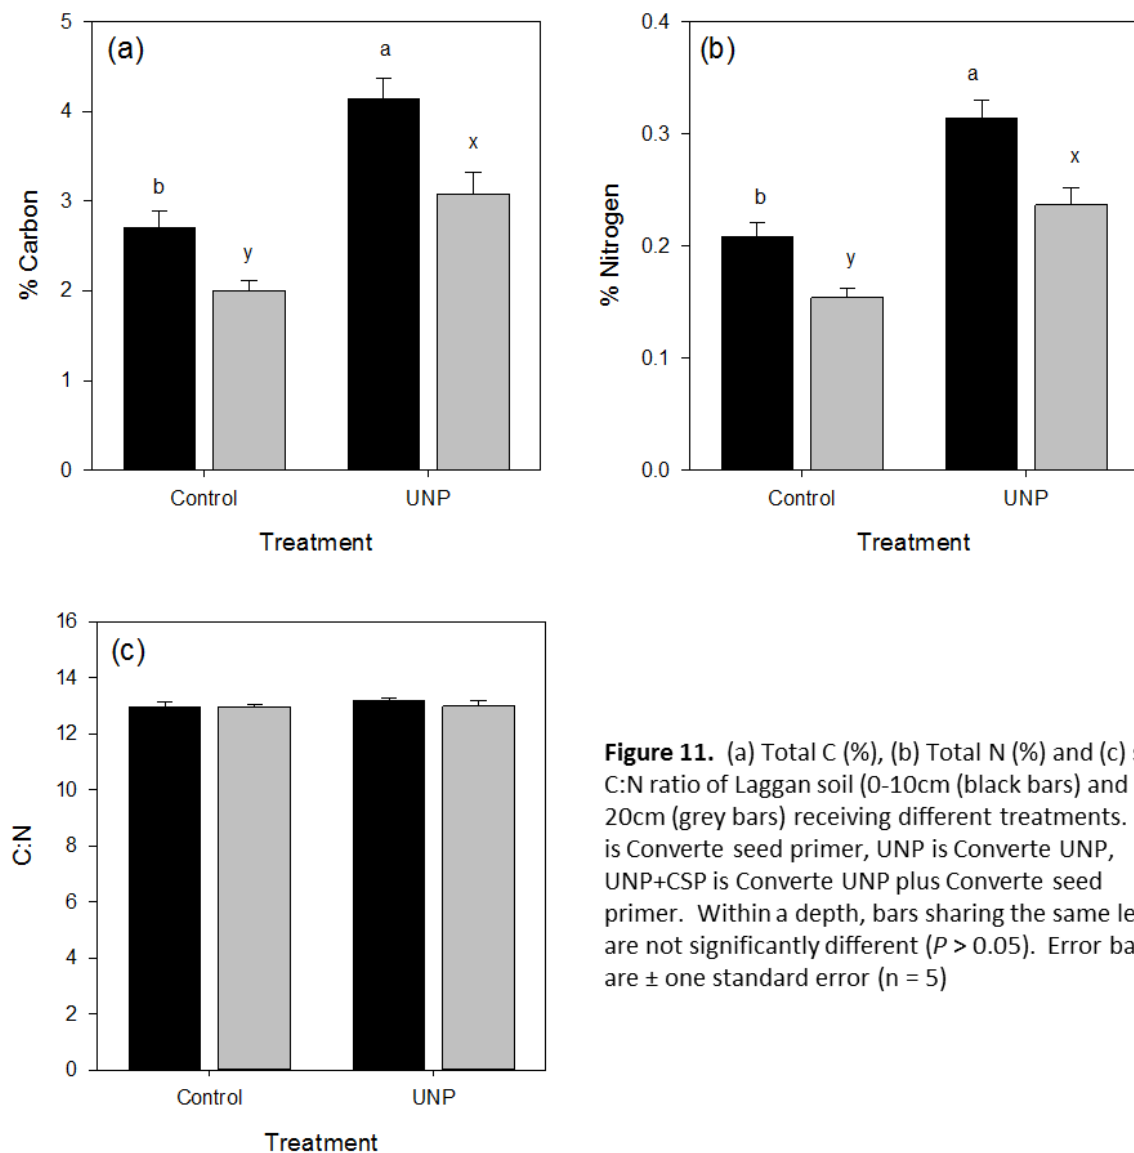 (a)
5
4
3
2
1
0
% Carbon
b
y
a
x
Control
UNP
Treatment
(b)
0.4
0.3
0.2
0.1
0.0
% Nitrogen
b
y
a
x
Control
UNP
Treatment
(c)
16
14
12
10
8
6
4
2
0
C:N
Control
UNP
Treatment
Figure 11. (a) Total C (%), (b) Total N (%) and (c)
C:N ratio of Laggan soil (0-10cm (black bars) and
20cm (grey bars) receiving different treatments.
is Converte seed primer, UNP is Converte UNP,
UNP+CSP is Converte UNP plus Converte seed
primer. Within a depth, bars sharing the same
are not significantly different (P > 0.05). Error
are ± one standard error (n = 5)